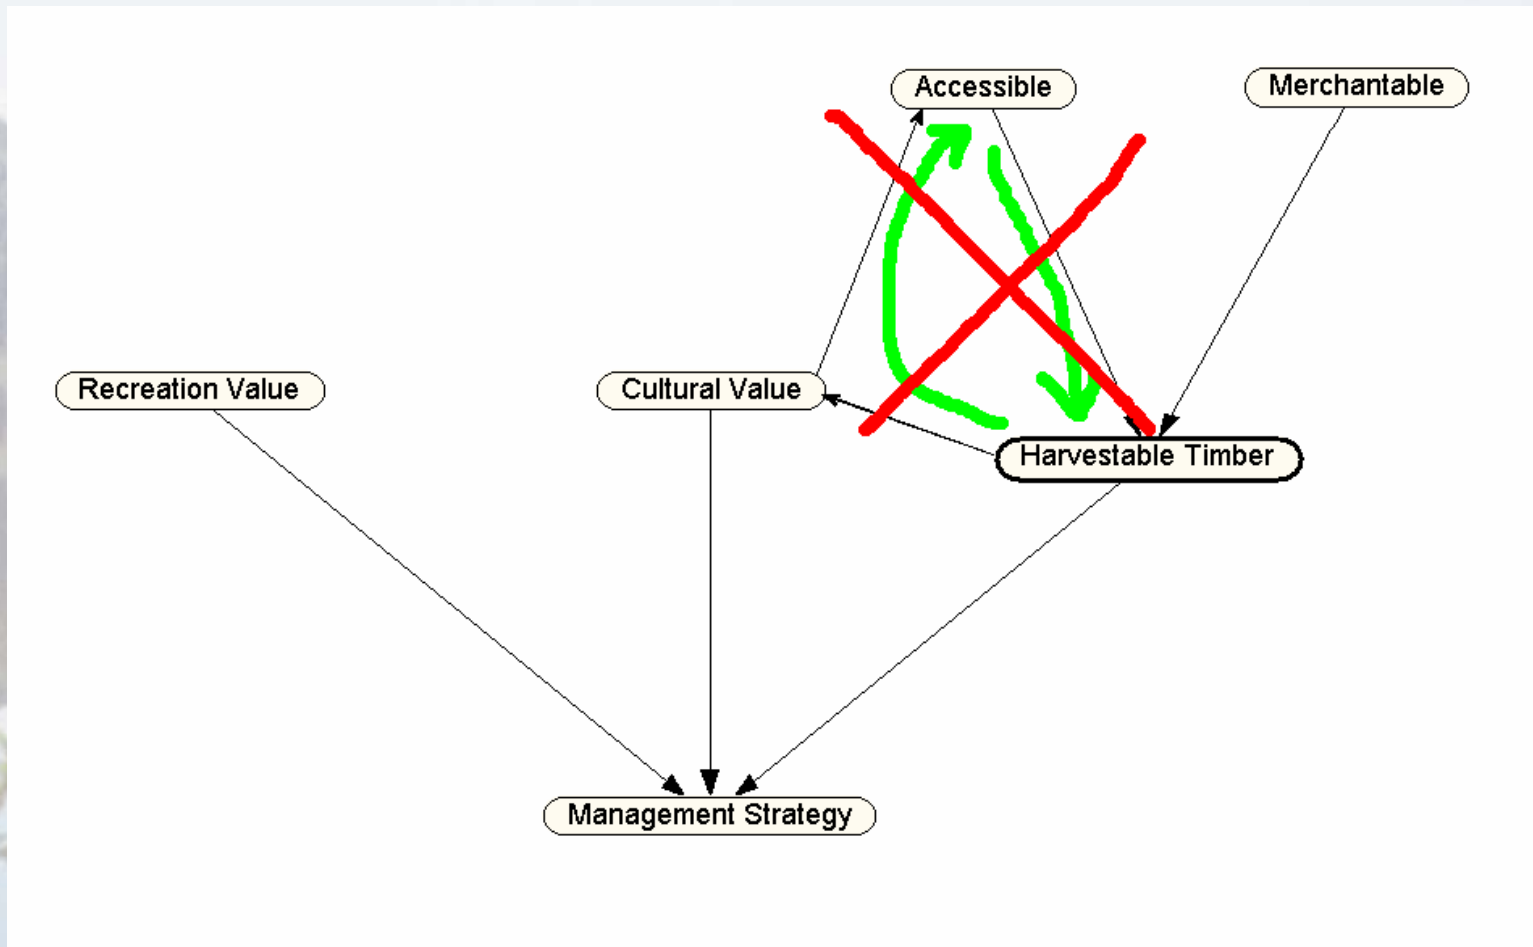 Accessible
Merchantable
Recreation Value
Cultural Value
Harvestable Timber
Management Strategy